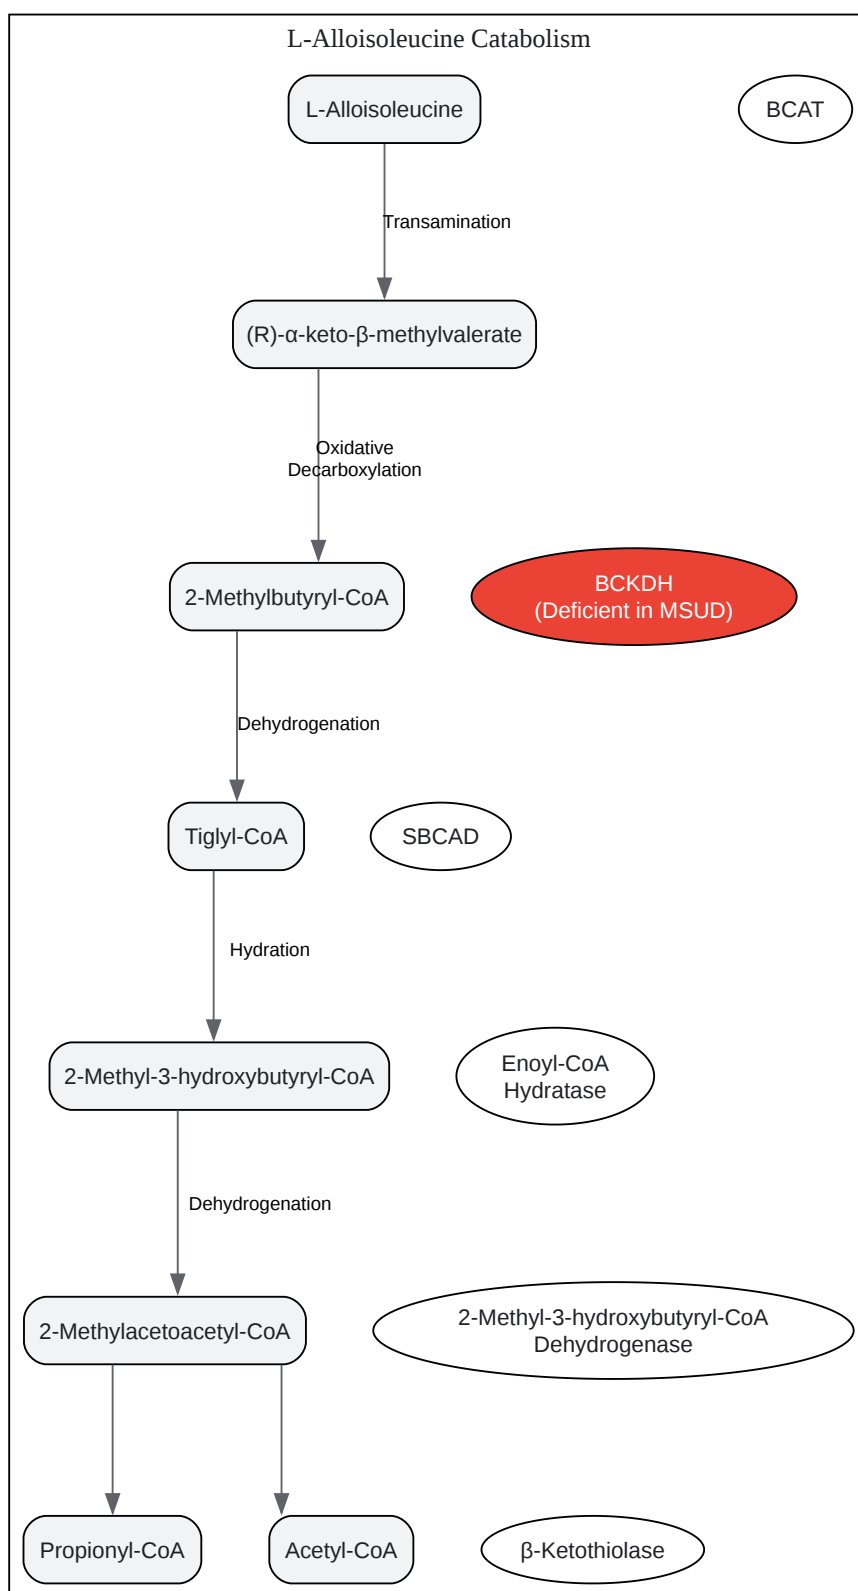 L-Alloisoleucine Catabolism
L-Alloisoleucine
BCAT
Transamination
(R)-α-keto-β-methylvalerate
Oxidative
Decarboxylation
2-Methylbutyryl-CoA
BCKDH
(Deficient in MSUD)
Dehydrogenation
Tiglyl-CoA
SBCAD
Hydration
2-Methyl-3-hydroxybutyryl-CoA
Enoyl-CoA
Hydratase
Dehydrogenation
2-Methylacetoacetyl-CoA
2-Methyl-3-hydroxybutyryl-CoA
Dehydrogenase
Propionyl-CoA
Acetyl-CoA
β-Ketothiolase